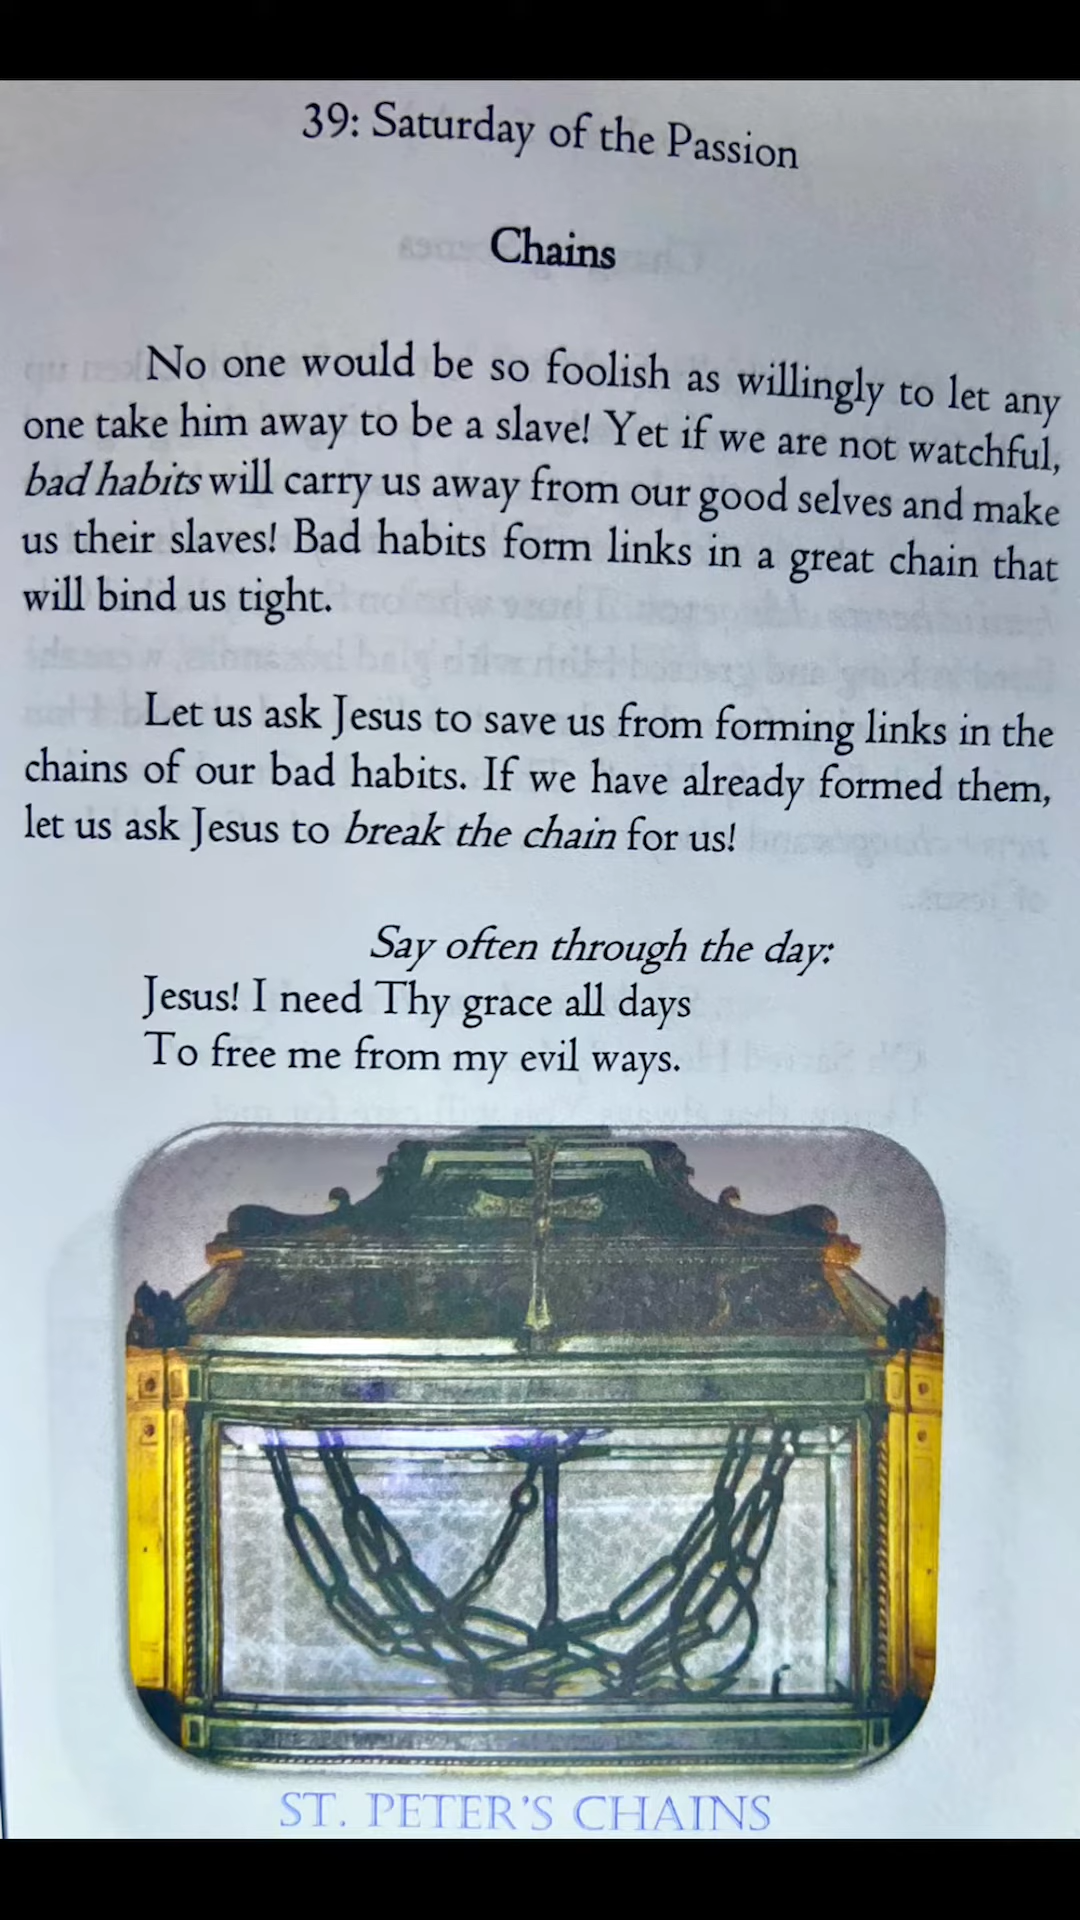 39: Saturday of the Passion
Chains
No one would be so foolish as willingly to let any
one take him away to be a slave! Yet if we are not watchful,
bad habits will carry us away from our good selves and make
us their slaves! Bad habits form links in a great chain that
will bind us tight.
Let us ask Jesus to save us from forming links in the
chains of our bad habits. If we have already formed them,
let us ask Jesus to break the chain for us!
Say often through the day:
Jesus! I need Thy grace all days
To free me from my evil ways.
ST. PETER'S CHAINS